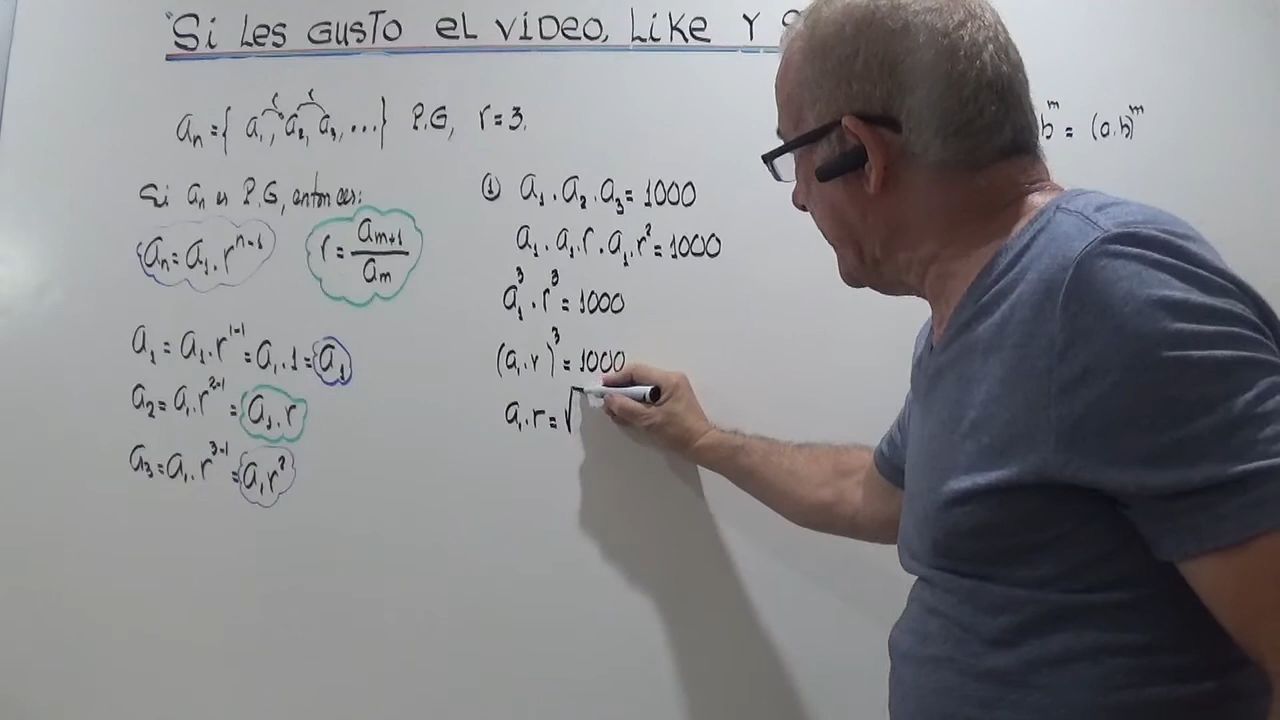 Si LES GUSTO EL ViDEO, LiKE Y
r r
aₙ = { a₁, a₂, a₃, ...} P.G, r = 3.
Si aₙ es P.G, entonces:
aₙ = a₁ . rⁿ⁻¹
r = aₘ₊₁ / aₘ
a₁ = a₁ . r¹⁻¹ = a₁ . 1 = a₁
a₂ = a₁ . r²⁻¹ = a₁ . r
a₃ = a₁ . r³⁻¹ = a₁ r²
① a₁ . a₂ . a₃ = 1000
a₁ . a₁ . r . a₁ . r² = 1000
a₁³ . r³ = 1000
(a₁ . r)³ = 1000
a₁ . r = √
bᵐ = (a.b)ᵐ